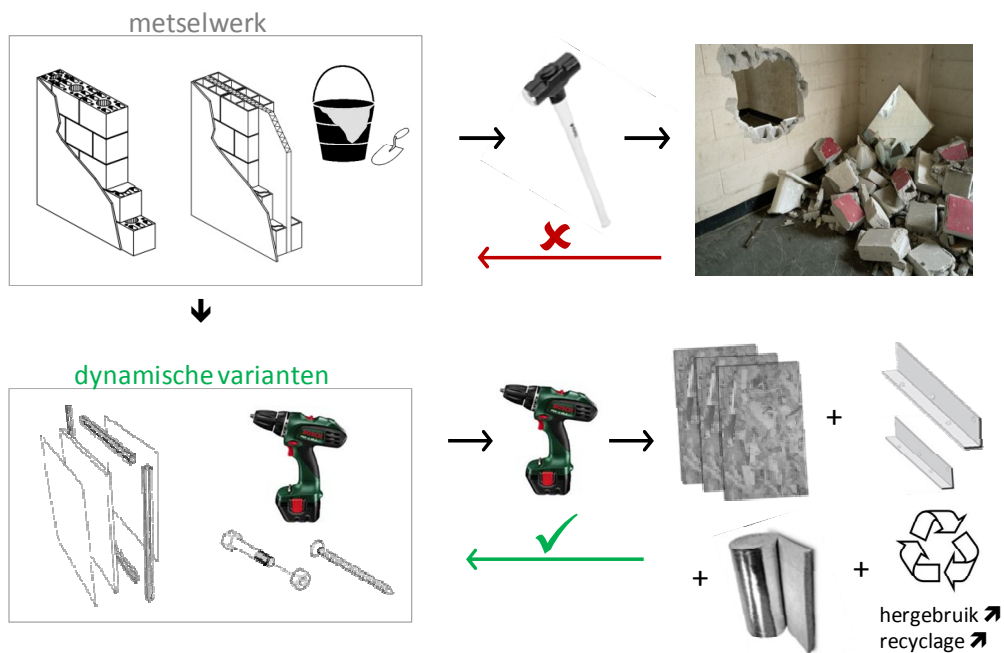 metselwerk
dynamische varianten
+
+
+
hergebruik ↗
recyclage ↗